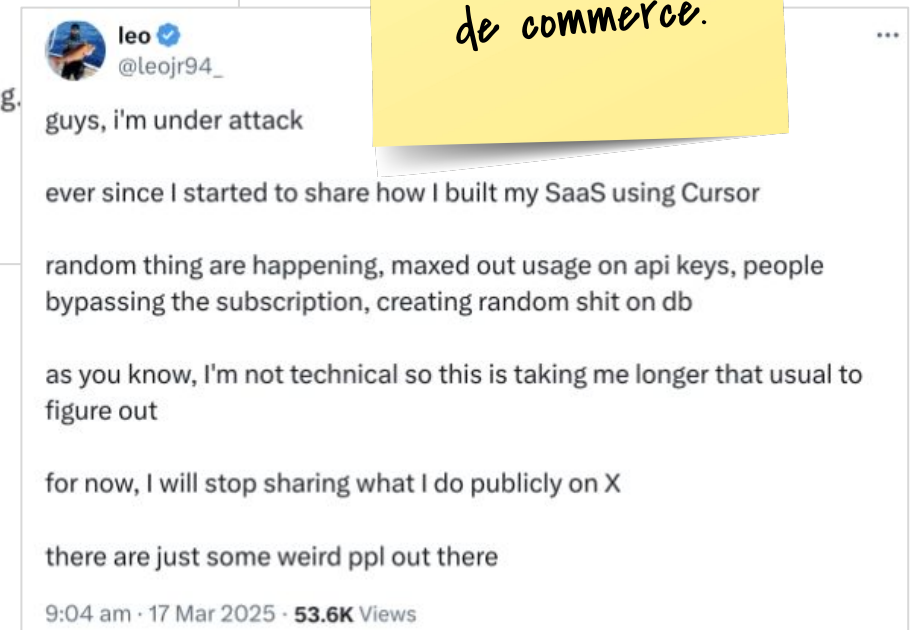 de commerce.
leo
@leojr94_
g.
guys, i'm under attack
ever since I started to share how I built my SaaS using Cursor
random thing are happening, maxed out usage on api keys, people
bypassing the subscription, creating random shit on db
as you know, I'm not technical so this is taking me longer that usual to
figure out
for now, I will stop sharing what I do publicly on X
there are just some weird ppl out there
9:04 am · 17 Mar 2025 · 53.6K Views